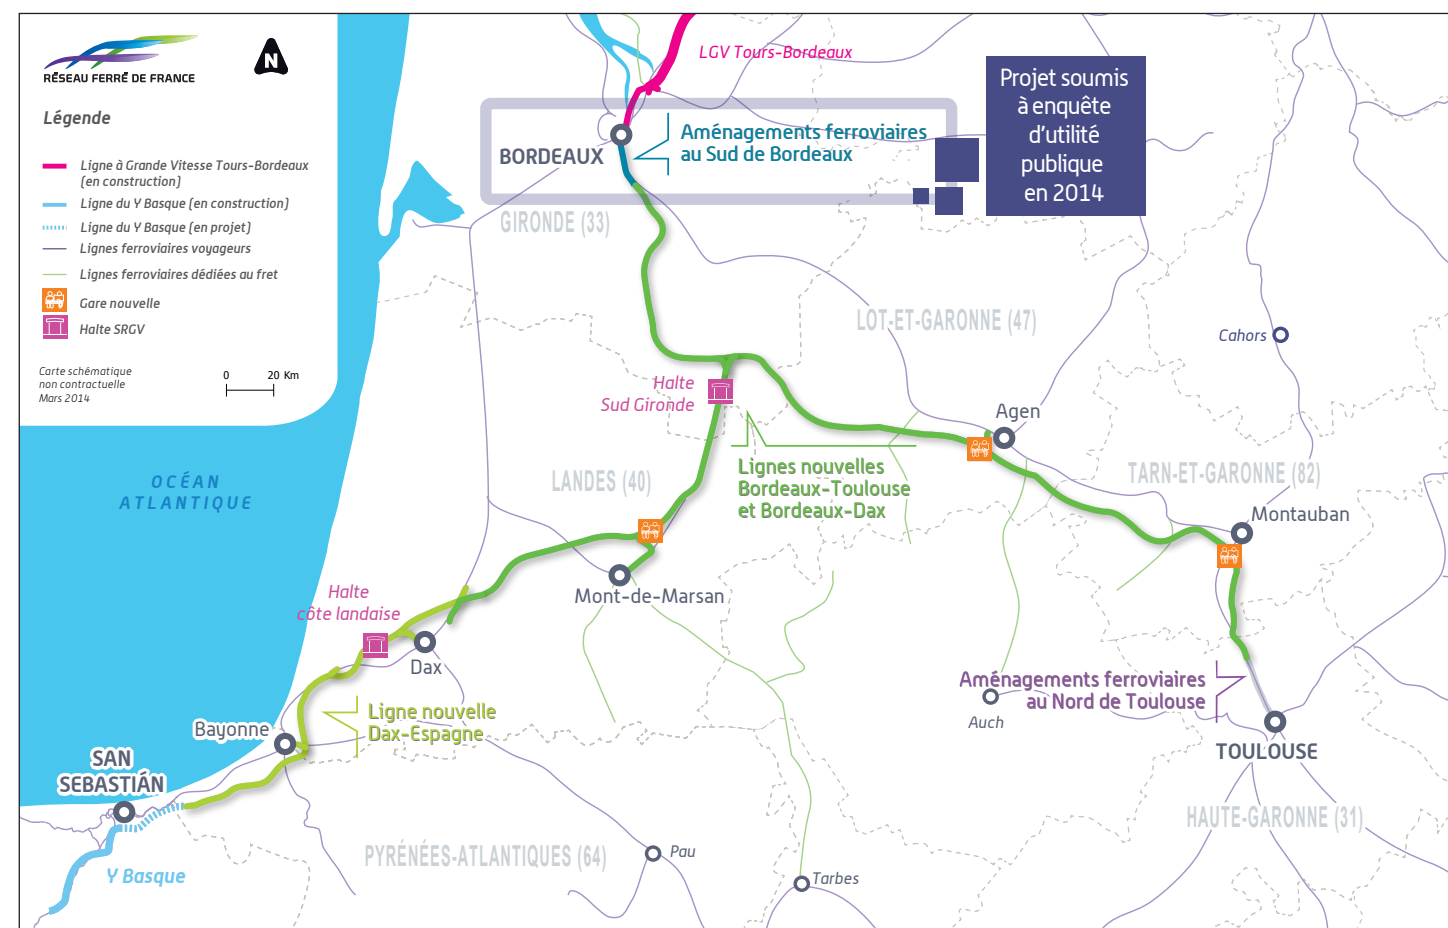 RÉSEAU FERRÉ DE FRANCE
N
Légende
Ligne à Grande Vitesse Tours-Bordeaux
(en construction)
Ligne du Y Basque (en construction)
Ligne du Y Basque (en projet)
Lignes ferroviaires voyageurs
Lignes ferroviaires dédiées au fret
Gare nouvelle
Halte SRGV
Carte schématique
non contractuelle
Mars 2014
0 20 Km
LGV Tours-Bordeaux
Projet soumis
à enquête
d'utilité
publique
en 2014
Aménagements ferroviaires
au Sud de Bordeaux
BORDEAUX
GIRONDE (33)
LOT-ET-GARONNE (47)
Cahors
Halte
Sud Gironde
Agen
Lignes nouvelles
Bordeaux-Toulouse
et Bordeaux-Dax
LANDES (40)
TARN-ET-GARONNE (82)
Montauban
OCÉAN
ATLANTIQUE
Mont-de-Marsan
Halte
côte landaise
Dax
Aménagements ferroviaires
au Nord de Toulouse
Auch
TOULOUSE
Ligne nouvelle
Dax-Espagne
Bayonne
SAN
SEBASTIÁN
HAUTE-GARONNE (31)
PYRÉNÉES-ATLANTIQUES (64)
Pau
Tarbes
Y Basque